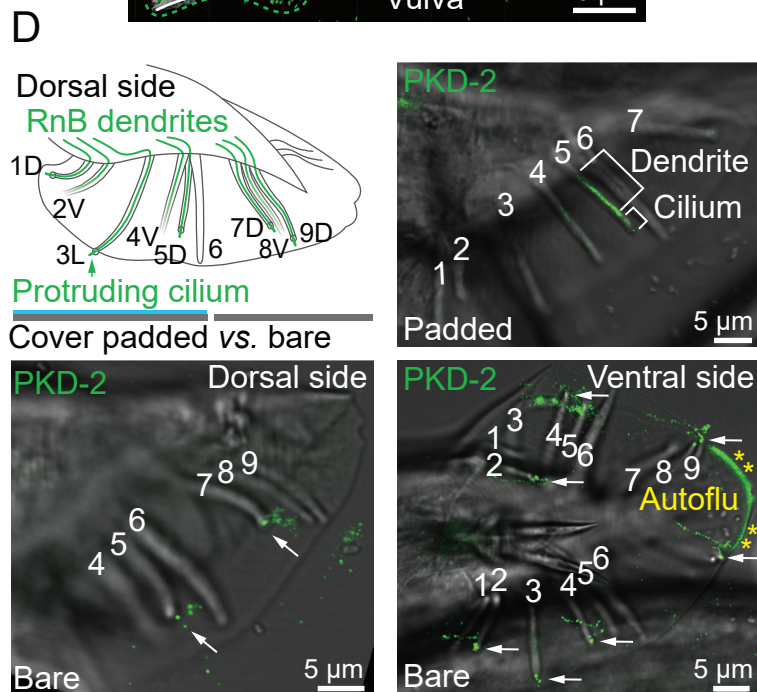 Vulva
D
Dorsal side
RnB dendrites
1D
2V
3L
4V
5D
6
7D
8V
9D
Protruding cilium
Cover padded vs. bare
PKD-2
1
2
3
4
5
6
7
Dendrite
Cilium
Padded
5 µm
PKD-2
Dorsal side
4
5
6
7
8
9
Bare
5 µm
PKD-2
Ventral side
1
2
3
4
5
6
7
8
9
Autoflu
**
**
1
2
3
4
5
6
Bare
5 µm